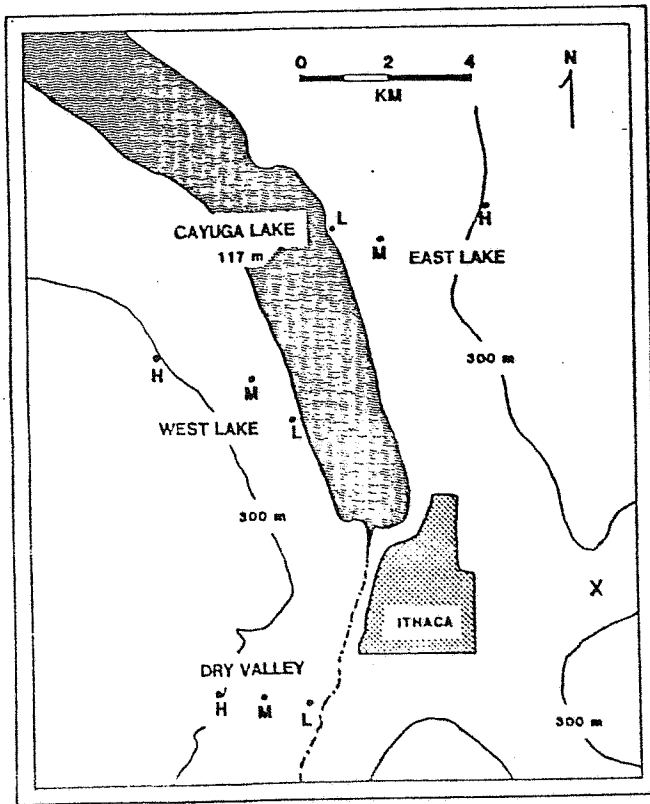 0 2 4
KM
N
L
CAYUGA LAKE
117 m
M
H
EAST LAKE
300 m
H
M
WEST LAKE
L
300 m
X
ITHACA
DRY VALLEY
H
M
L
300 m